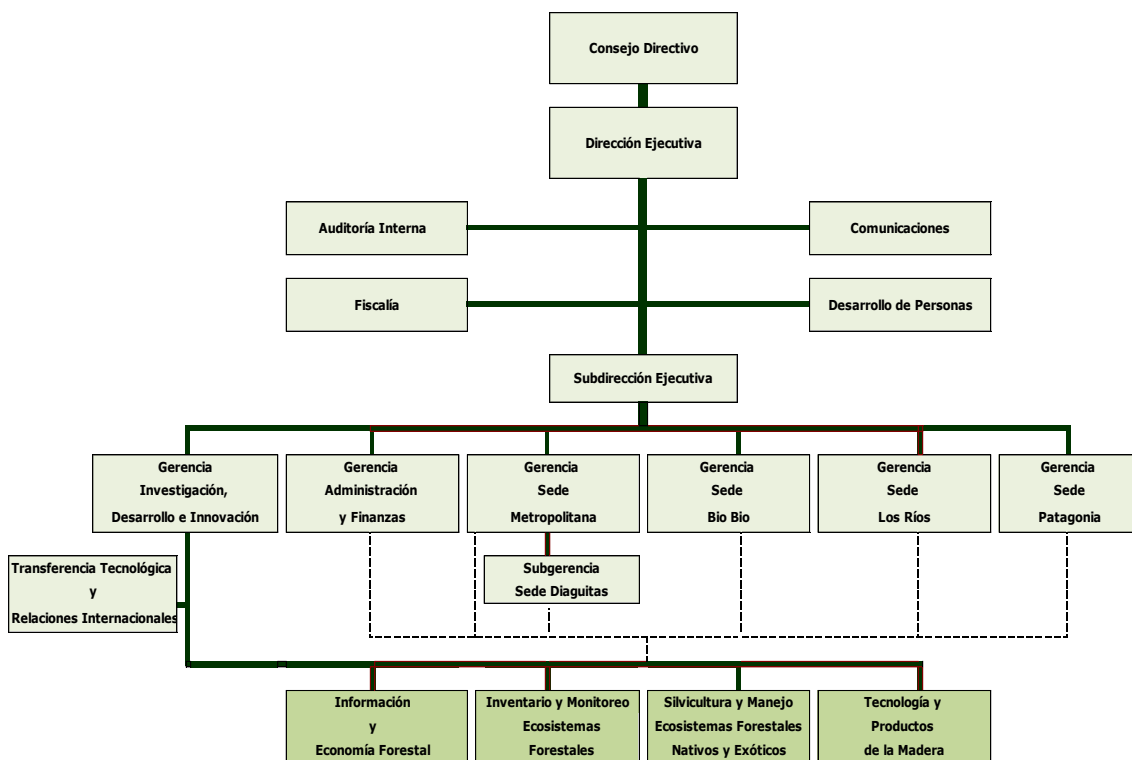 Consejo Directivo
Dirección Ejecutiva
Auditoría Interna
Comunicaciones
Fiscalía
Desarrollo de Personas
Subdirección Ejecutiva
Gerencia
Investigación,
Desarrollo e Innovación
Gerencia
Administración
y Finanzas
Gerencia
Sede
Metropolitana
Gerencia
Sede
Bio Bio
Gerencia
Sede
Los Ríos
Gerencia
Sede
Patagonia
Transferencia Tecnológica
y
Relaciones Internacionales
Subgerencia
Sede Diaguitas
Información
y
Economía Forestal
Inventario y Monitoreo
Ecosistemas
Forestales
Silvicultura y Manejo
Ecosistemas Forestales
Nativos y Exóticos
Tecnología y
Productos
de la Madera